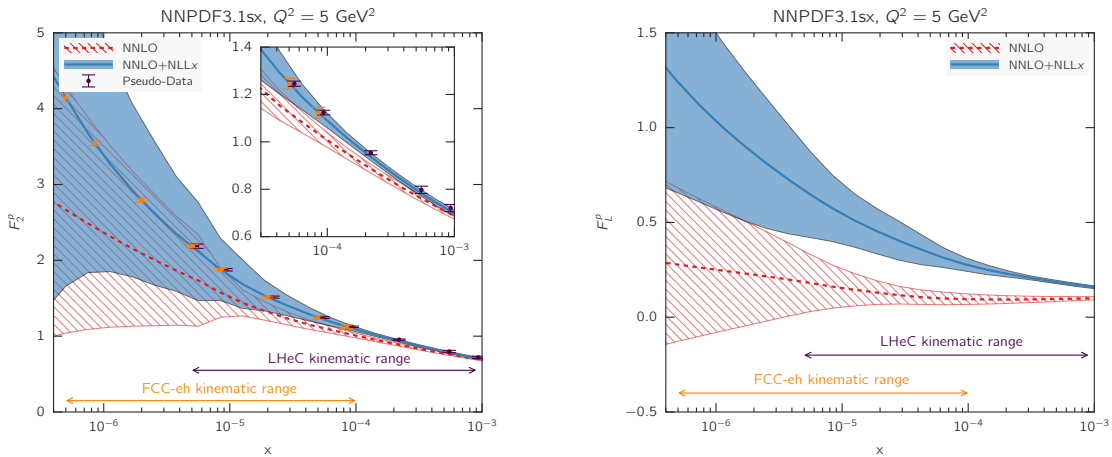 NNPDF3.1sx, Q² = 5 GeV²
NNLO
NNLO+NLLx
Pseudo-Data
5
4
3
2
1
0
F₂ᵖ
1.4
1.2
1.0
0.8
0.6
10⁻⁴
10⁻³
LHeC kinematic range
FCC-eh kinematic range
10⁻⁶
10⁻⁵
10⁻⁴
10⁻³
x
NNPDF3.1sx, Q² = 5 GeV²
NNLO
NNLO+NLLx
1.5
1.0
0.5
0.0
−0.5
F_Lᵖ
LHeC kinematic range
FCC-eh kinematic range
10⁻⁶
10⁻⁵
10⁻⁴
10⁻³
x